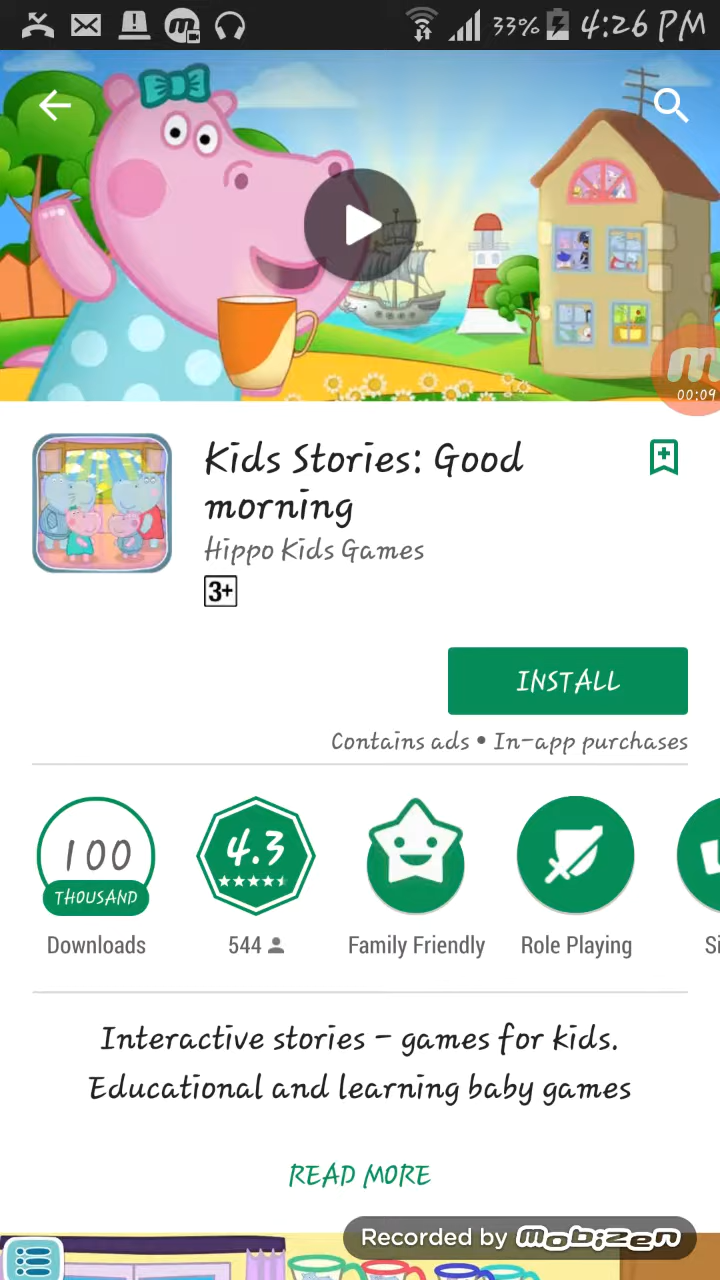 33% 4:26 PM
m
00:09
Kids Stories: Good
morning
Hippo Kids Games
3+
INSTALL
Contains ads • In-app purchases
100
THOUSAND
4.3
Downloads
544
Family Friendly
Role Playing
Si
Interactive stories – games for kids.
Educational and learning baby games
READ MORE
Recorded by mobizen